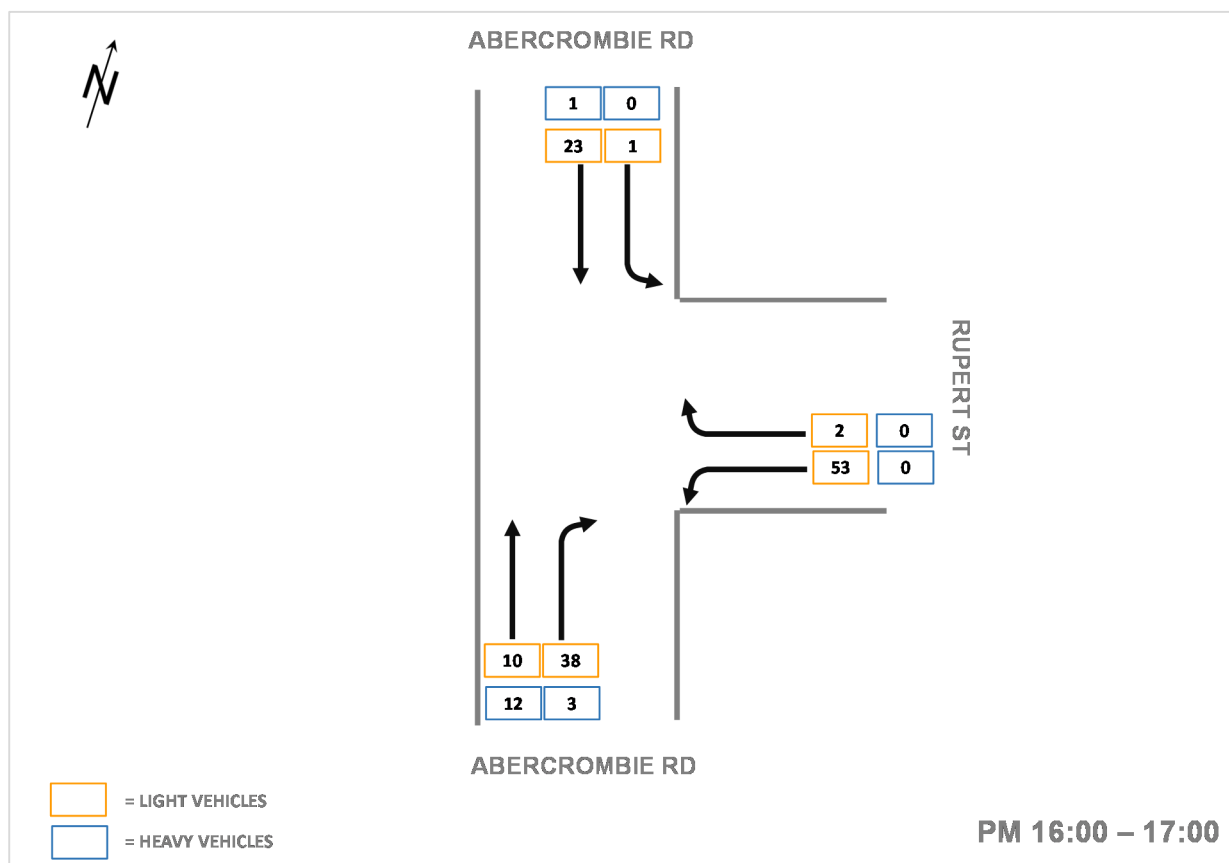 ABERCROMBIE RD
N
1 0
23 1
RUPERT ST
2 0
53 0
10 38
12 3
ABERCROMBIE RD
= LIGHT VEHICLES
= HEAVY VEHICLES
PM 16:00 – 17:00